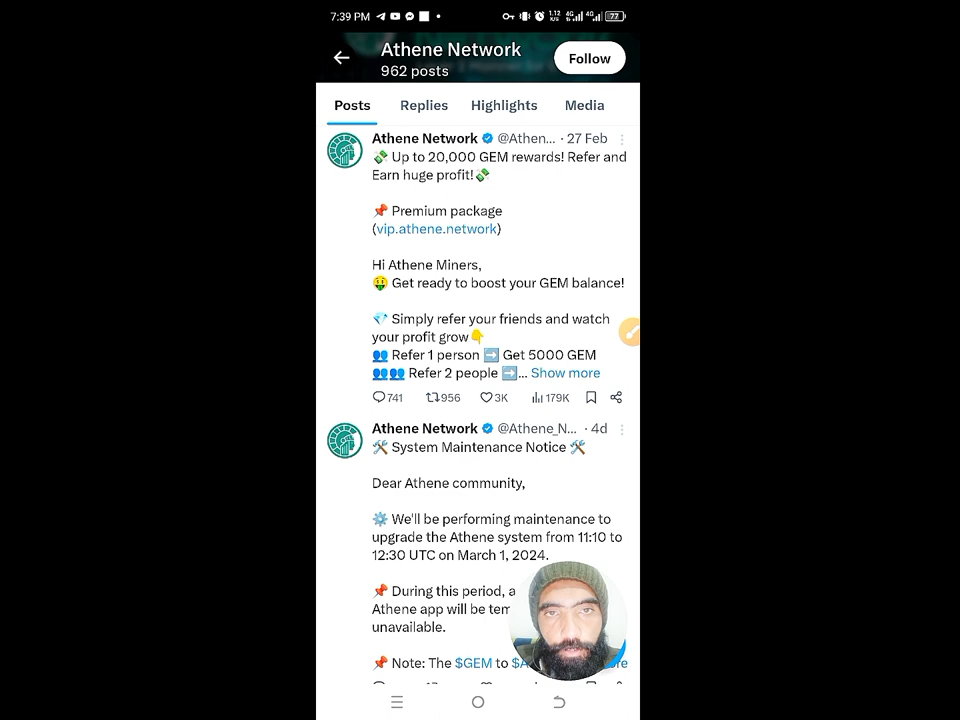 7:39 PM
1.12 K/S 4G 4G 77
Athene Network
962 posts
Follow
Posts Replies Highlights Media
Athene Network @Athen... · 27 Feb
💸 Up to 20,000 GEM rewards! Refer and
Earn huge profit!💸
📌 Premium package
(vip.athene.network)
Hi Athene Miners,
🤑 Get ready to boost your GEM balance!
💎 Simply refer your friends and watch
your profit grow👇
👥 Refer 1 person ➡️ Get 5000 GEM
👥👥 Refer 2 people ➡️... Show more
741 956 3K 179K
Athene Network @Athene_N... · 4d
🛠️ System Maintenance Notice 🛠️
Dear Athene community,
⚙️ We'll be performing maintenance to
upgrade the Athene system from 11:10 to
12:30 UTC on March 1, 2024.
📌 During this period, a
Athene app will be tem
unavailable.
📌 Note: The $GEM to $A